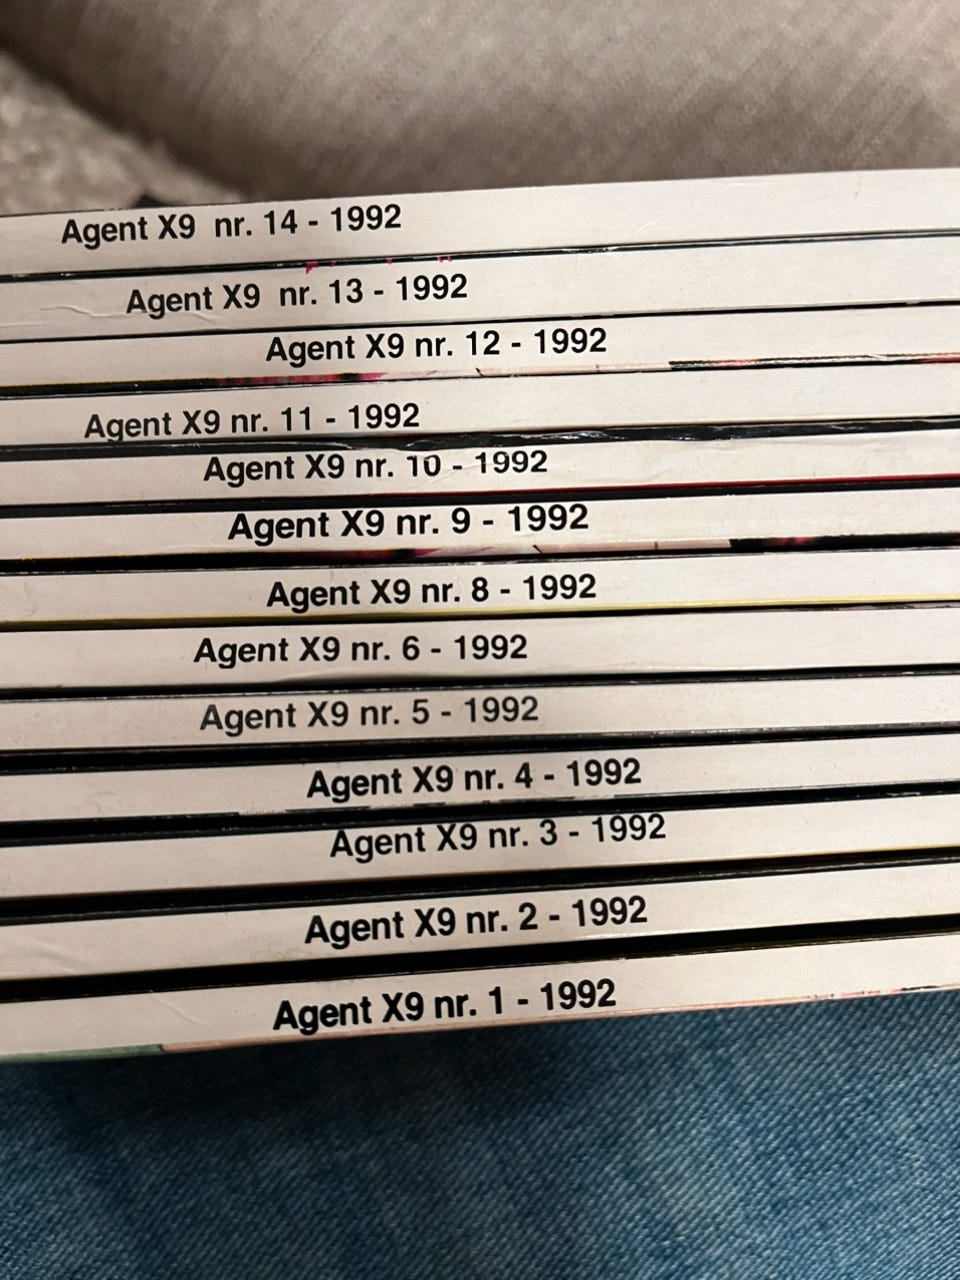 Agent X9 nr. 14 - 1992
Agent X9 nr. 13 - 1992
Agent X9 nr. 12 - 1992
Agent X9 nr. 11 - 1992
Agent X9 nr. 10 - 1992
Agent X9 nr. 9 - 1992
Agent X9 nr. 8 - 1992
Agent X9 nr. 6 - 1992
Agent X9 nr. 5 - 1992
Agent X9 nr. 4 - 1992
Agent X9 nr. 3 - 1992
Agent X9 nr. 2 - 1992
Agent X9 nr. 1 - 1992